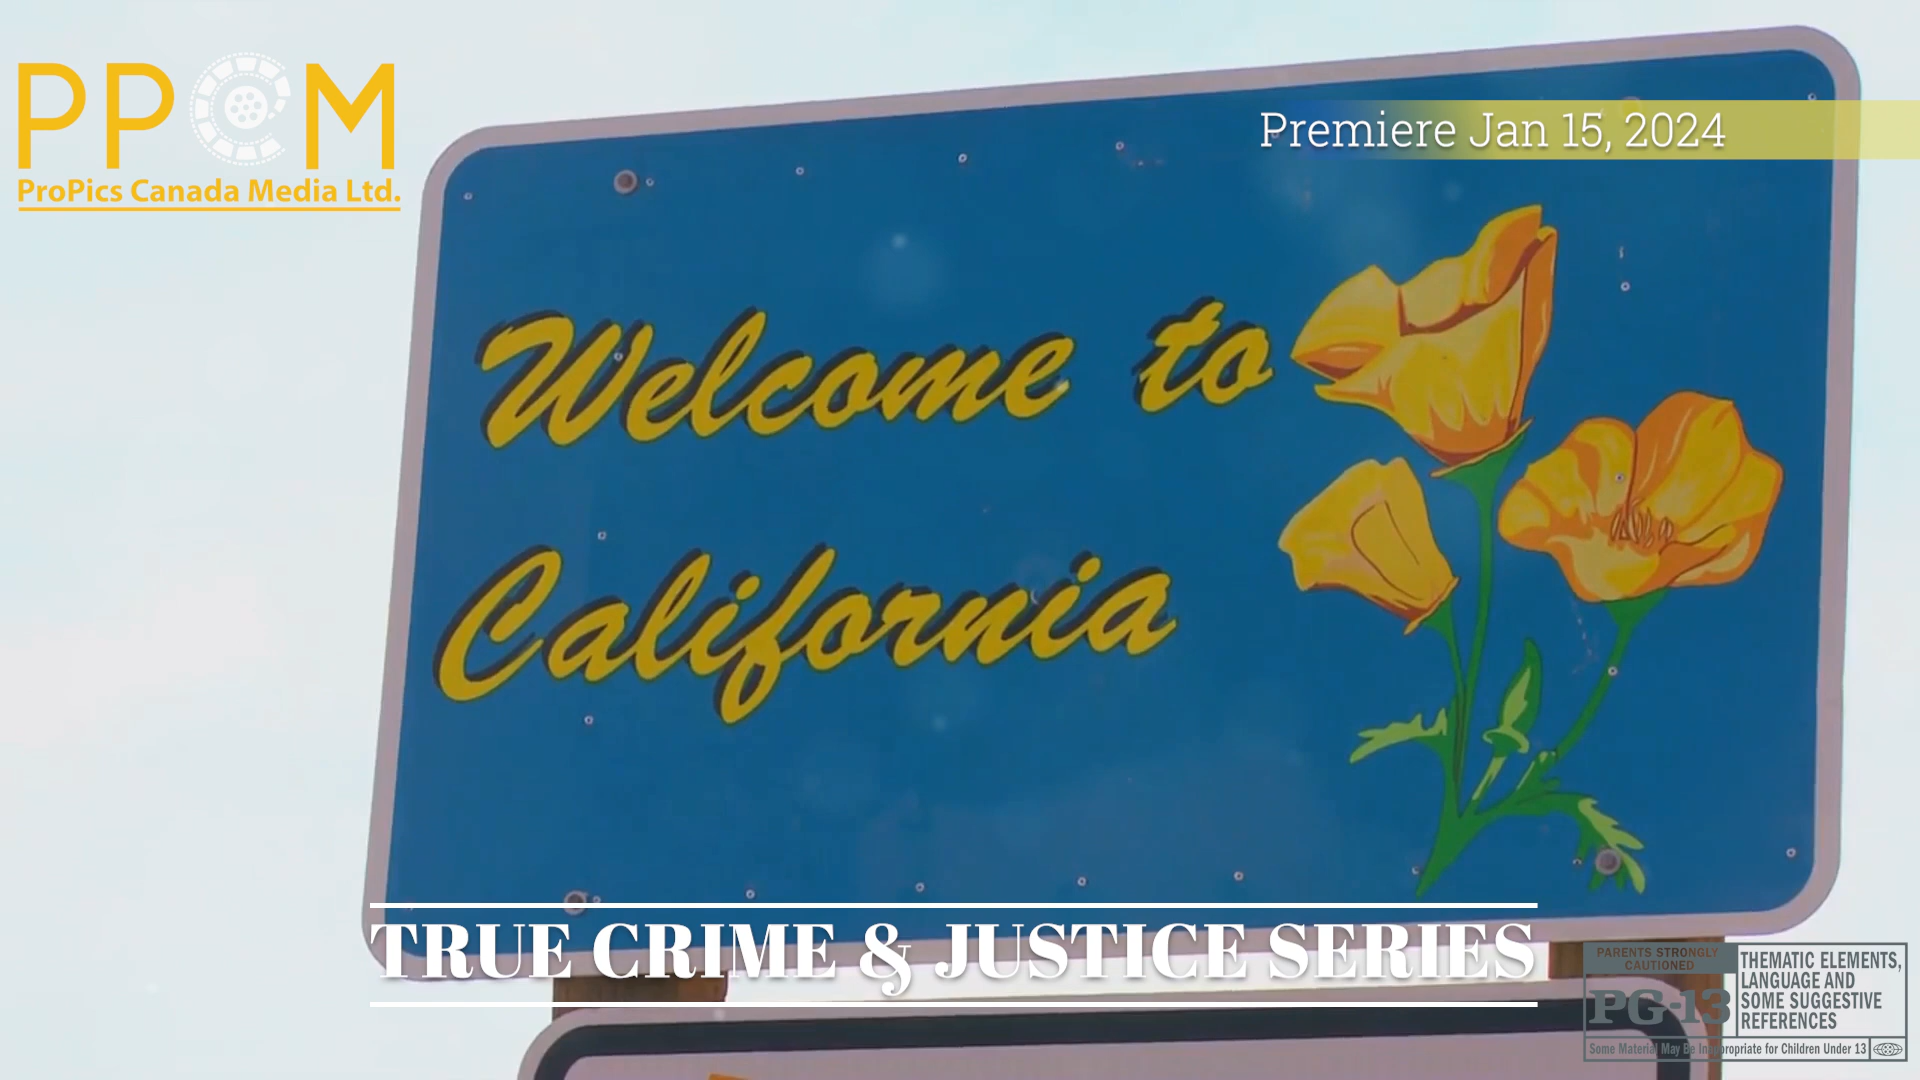 PPCM
ProPics Canada Media Ltd.
Premiere Jan 15, 2024
Welcome to
California
TRUE CRIME & JUSTICE SERIES
PARENTS STRONGLY
CAUTIONED
PG-13
THEMATIC ELEMENTS,
LANGUAGE AND
SOME SUGGESTIVE
REFERENCES
Some Material May Be Inappropriate for Children Under 13